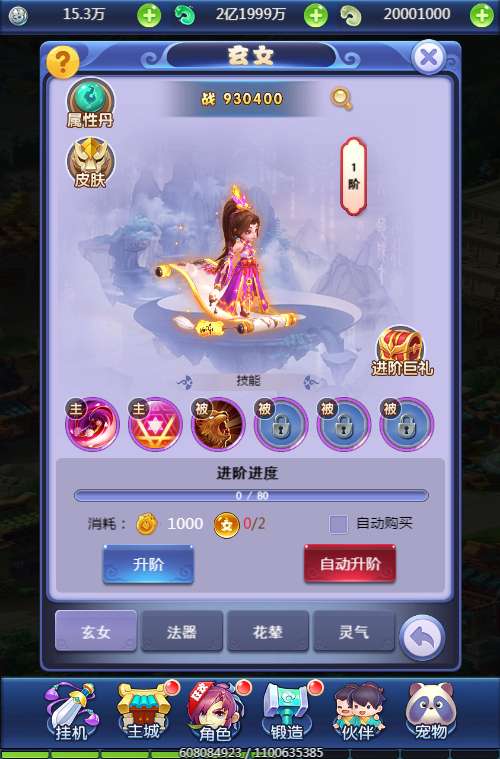 15.3万
2亿1999万
20001000
?
玄女
战 930400
属性丹
皮肤
1
阶
进阶巨礼
技能
主 主 被 被 被 被
进阶进度
0 / 80
消耗： 1000 女 0/2 自动购买
升阶 自动升阶
玄女 法器 花辇 灵气
挂机 主城 角色 锻造 伙伴 宠物
608084923 / 1100635385